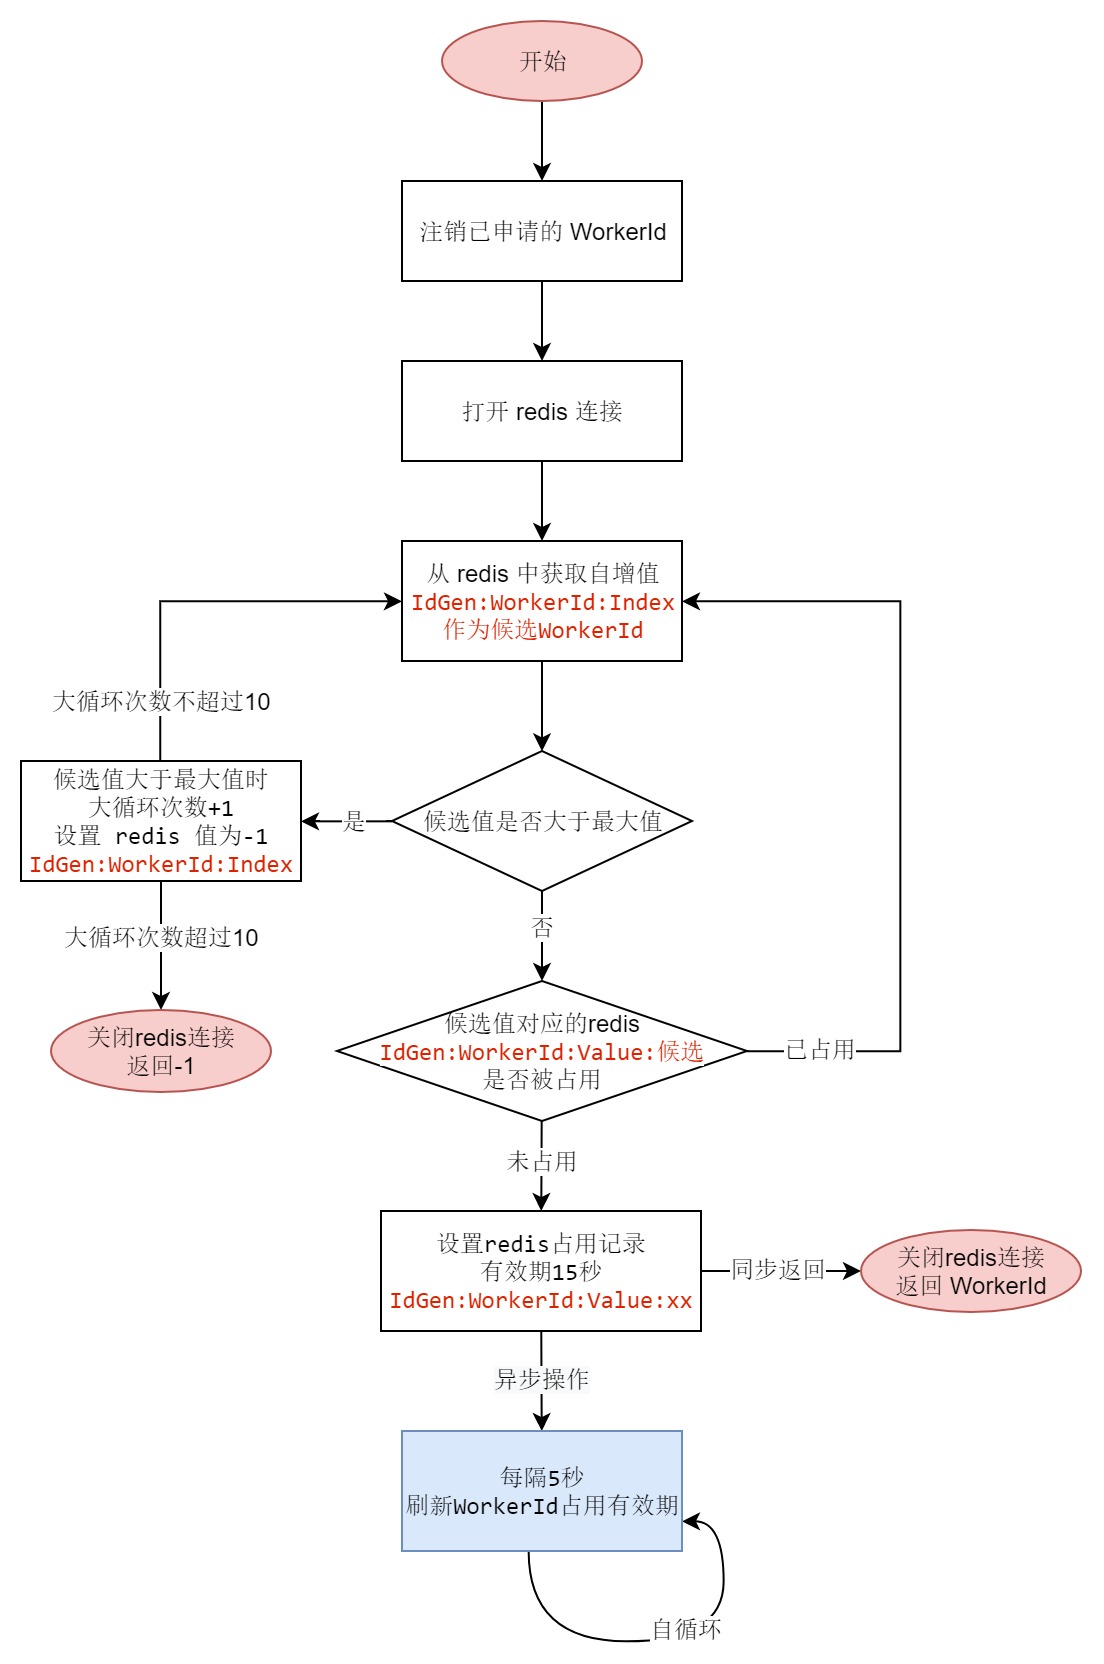 开始
注销已申请的 WorkerId
打开 redis 连接
从 redis 中获取自增值
IdGen:WorkerId:Index
作为候选WorkerId
大循环次数不超过10
候选值大于最大值时
大循环次数+1
设置 redis 值为-1
IdGen:WorkerId:Index
是
候选值是否大于最大值
大循环次数超过10
否
关闭redis连接
返回-1
候选值对应的redis
IdGen:WorkerId:Value:候选
是否被占用
已占用
未占用
设置redis占用记录
有效期15秒
IdGen:WorkerId:Value:xx
同步返回
关闭redis连接
返回 WorkerId
异步操作
每隔5秒
刷新WorkerId占用有效期
自循环